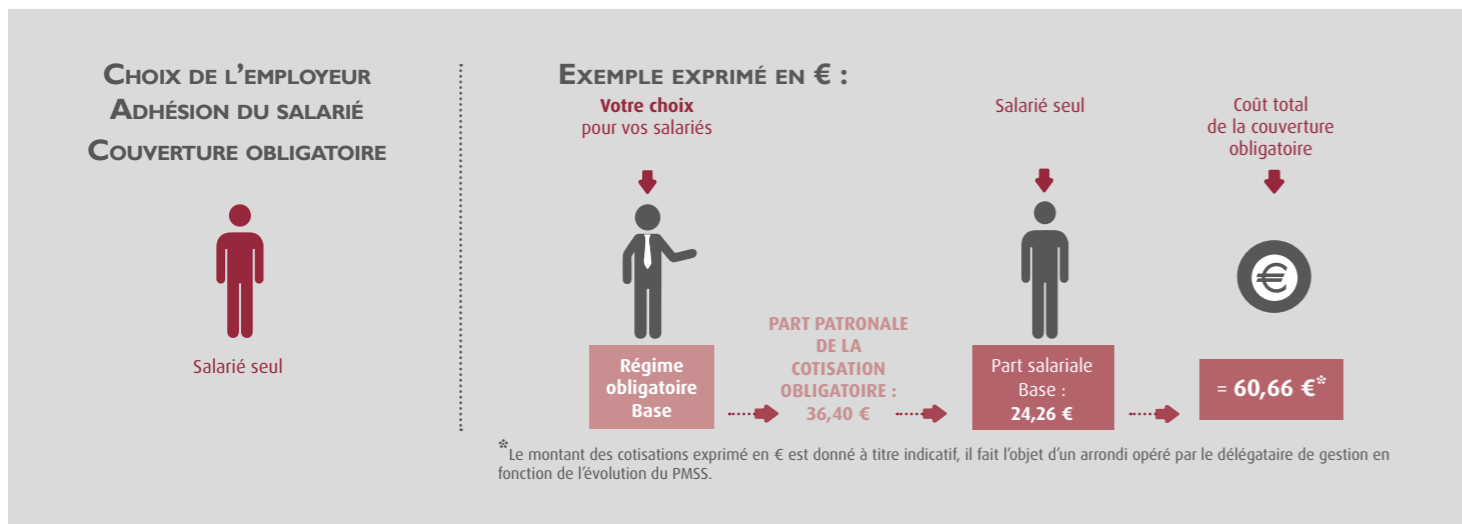 CHOIX DE L'EMPLOYEUR
ADHÉSION DU SALARIÉ
COUVERTURE OBLIGATOIRE
Salarié seul
EXEMPLE EXPRIMÉ EN € :
Votre choix
pour vos salariés
Salarié seul
Coût total
de la couverture
obligatoire
Régime
obligatoire
Base
PART PATRONALE
DE LA
COTISATION
OBLIGATOIRE :
36,40 €
Part salariale
Base :
24,26 €
€
= 60,66 €*
*Le montant des cotisations exprimé en € est donné à titre indicatif, il fait l'objet d'un arrondi opéré par le délégataire de gestion en
fonction de l'évolution du PMSS.